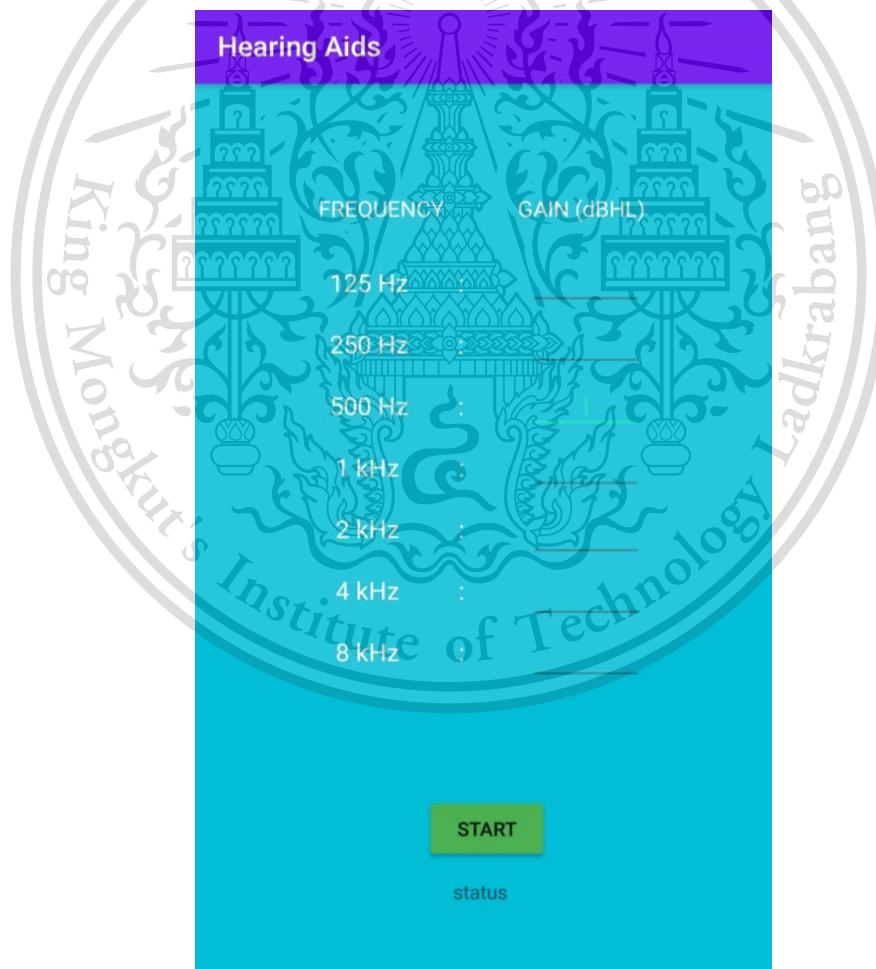 Hearing Aids
FREQUENCY GAIN (dBHL)
125 Hz :
250 Hz :
500 Hz :
1 kHz :
2 kHz :
4 kHz :
8 kHz :
START
status
King Mongkut's Institute of Technology Ladkrabang